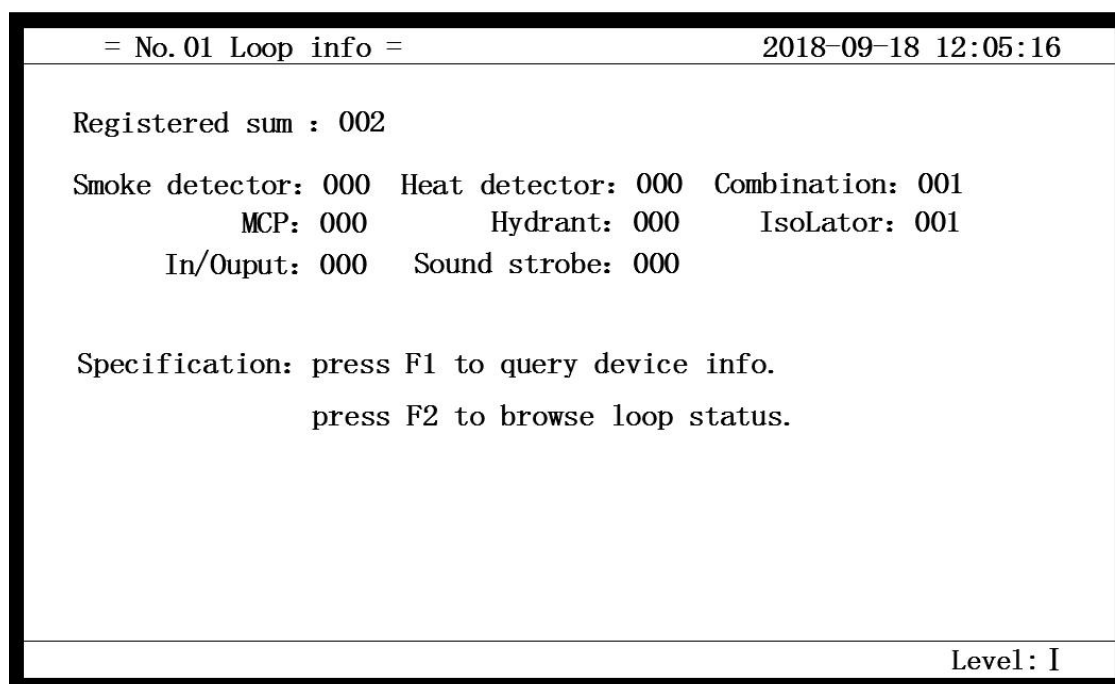 = No.01 Loop info = 2018-09-18 12:05:16
Registered sum : 002
Smoke detector: 000 Heat detector: 000 Combination: 001
MCP: 000 Hydrant: 000 IsoLator: 001
In/Ouput: 000 Sound strobe: 000
Specification: press F1 to query device info.
press F2 to browse loop status.
Level: I